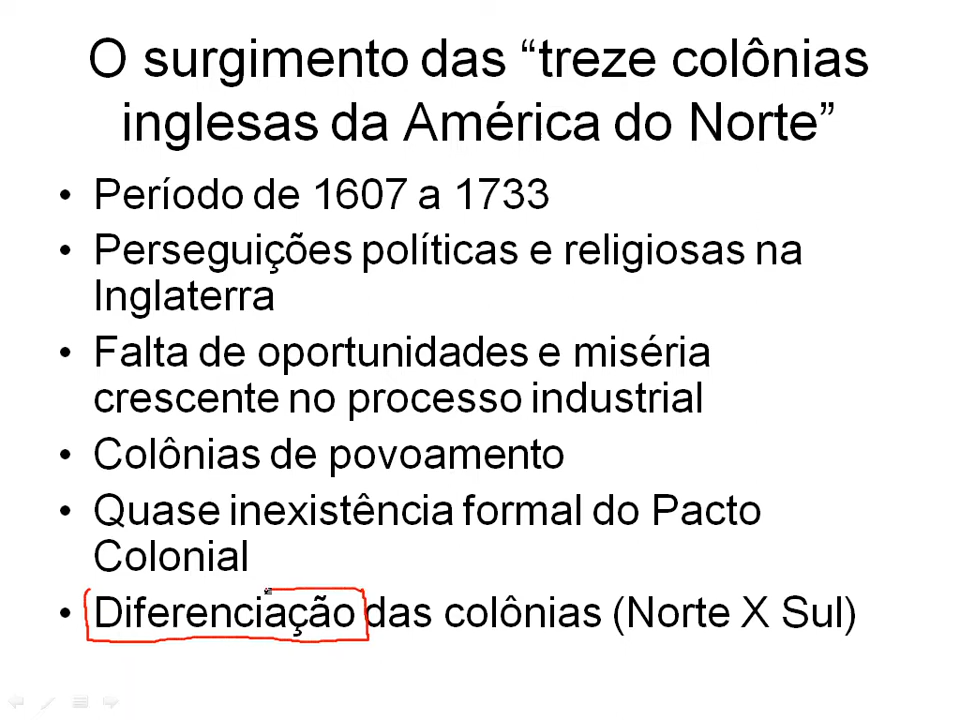 O surgimento das “treze colônias
inglesas da América do Norte”
• Período de 1607 a 1733
• Perseguições políticas e religiosas na
Inglaterra
• Falta de oportunidades e miséria
crescente no processo industrial
• Colônias de povoamento
• Quase inexistência formal do Pacto
Colonial
• Diferenciação das colônias (Norte X Sul)